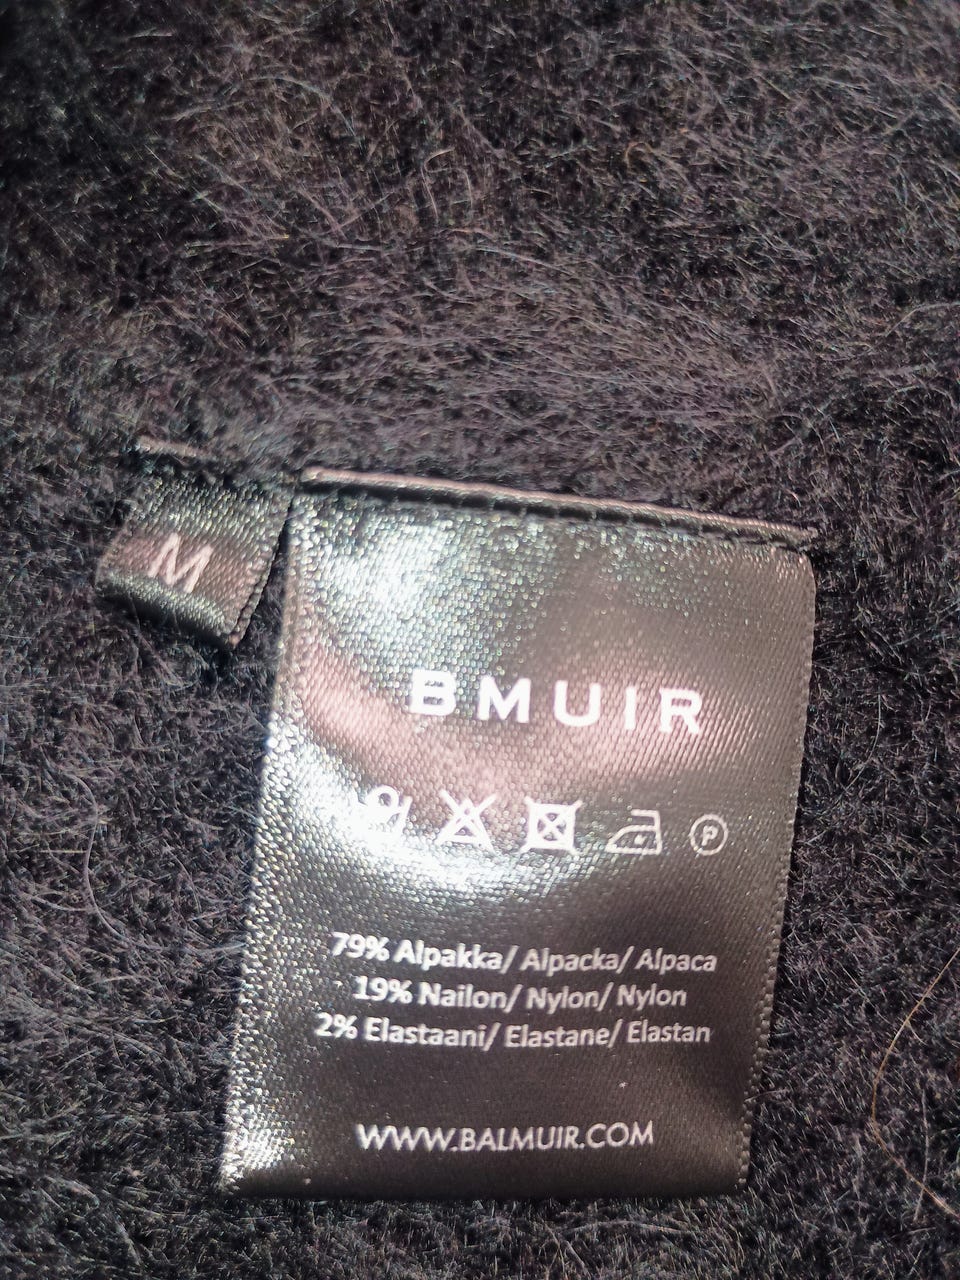 M
BMUIR
P
79% Alpakka/ Alpacka/ Alpaca
19% Nailon/ Nylon/ Nylon
2% Elastaani/ Elastane/ Elastan
WWW.BALMUIR.COM